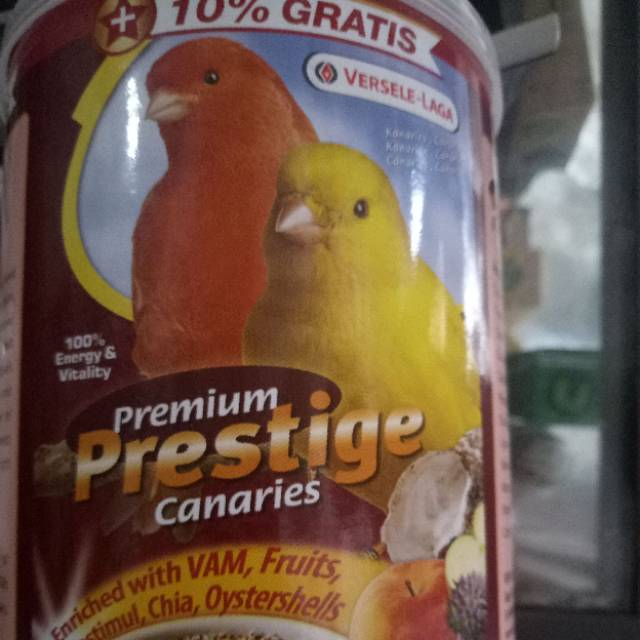 + 10% GRATIS
VERSELE-LAGA
100%
Energy &
Vitality
Premium
Prestige
Canaries
Enriched with VAM, Fruits,
Chia, Oystershells